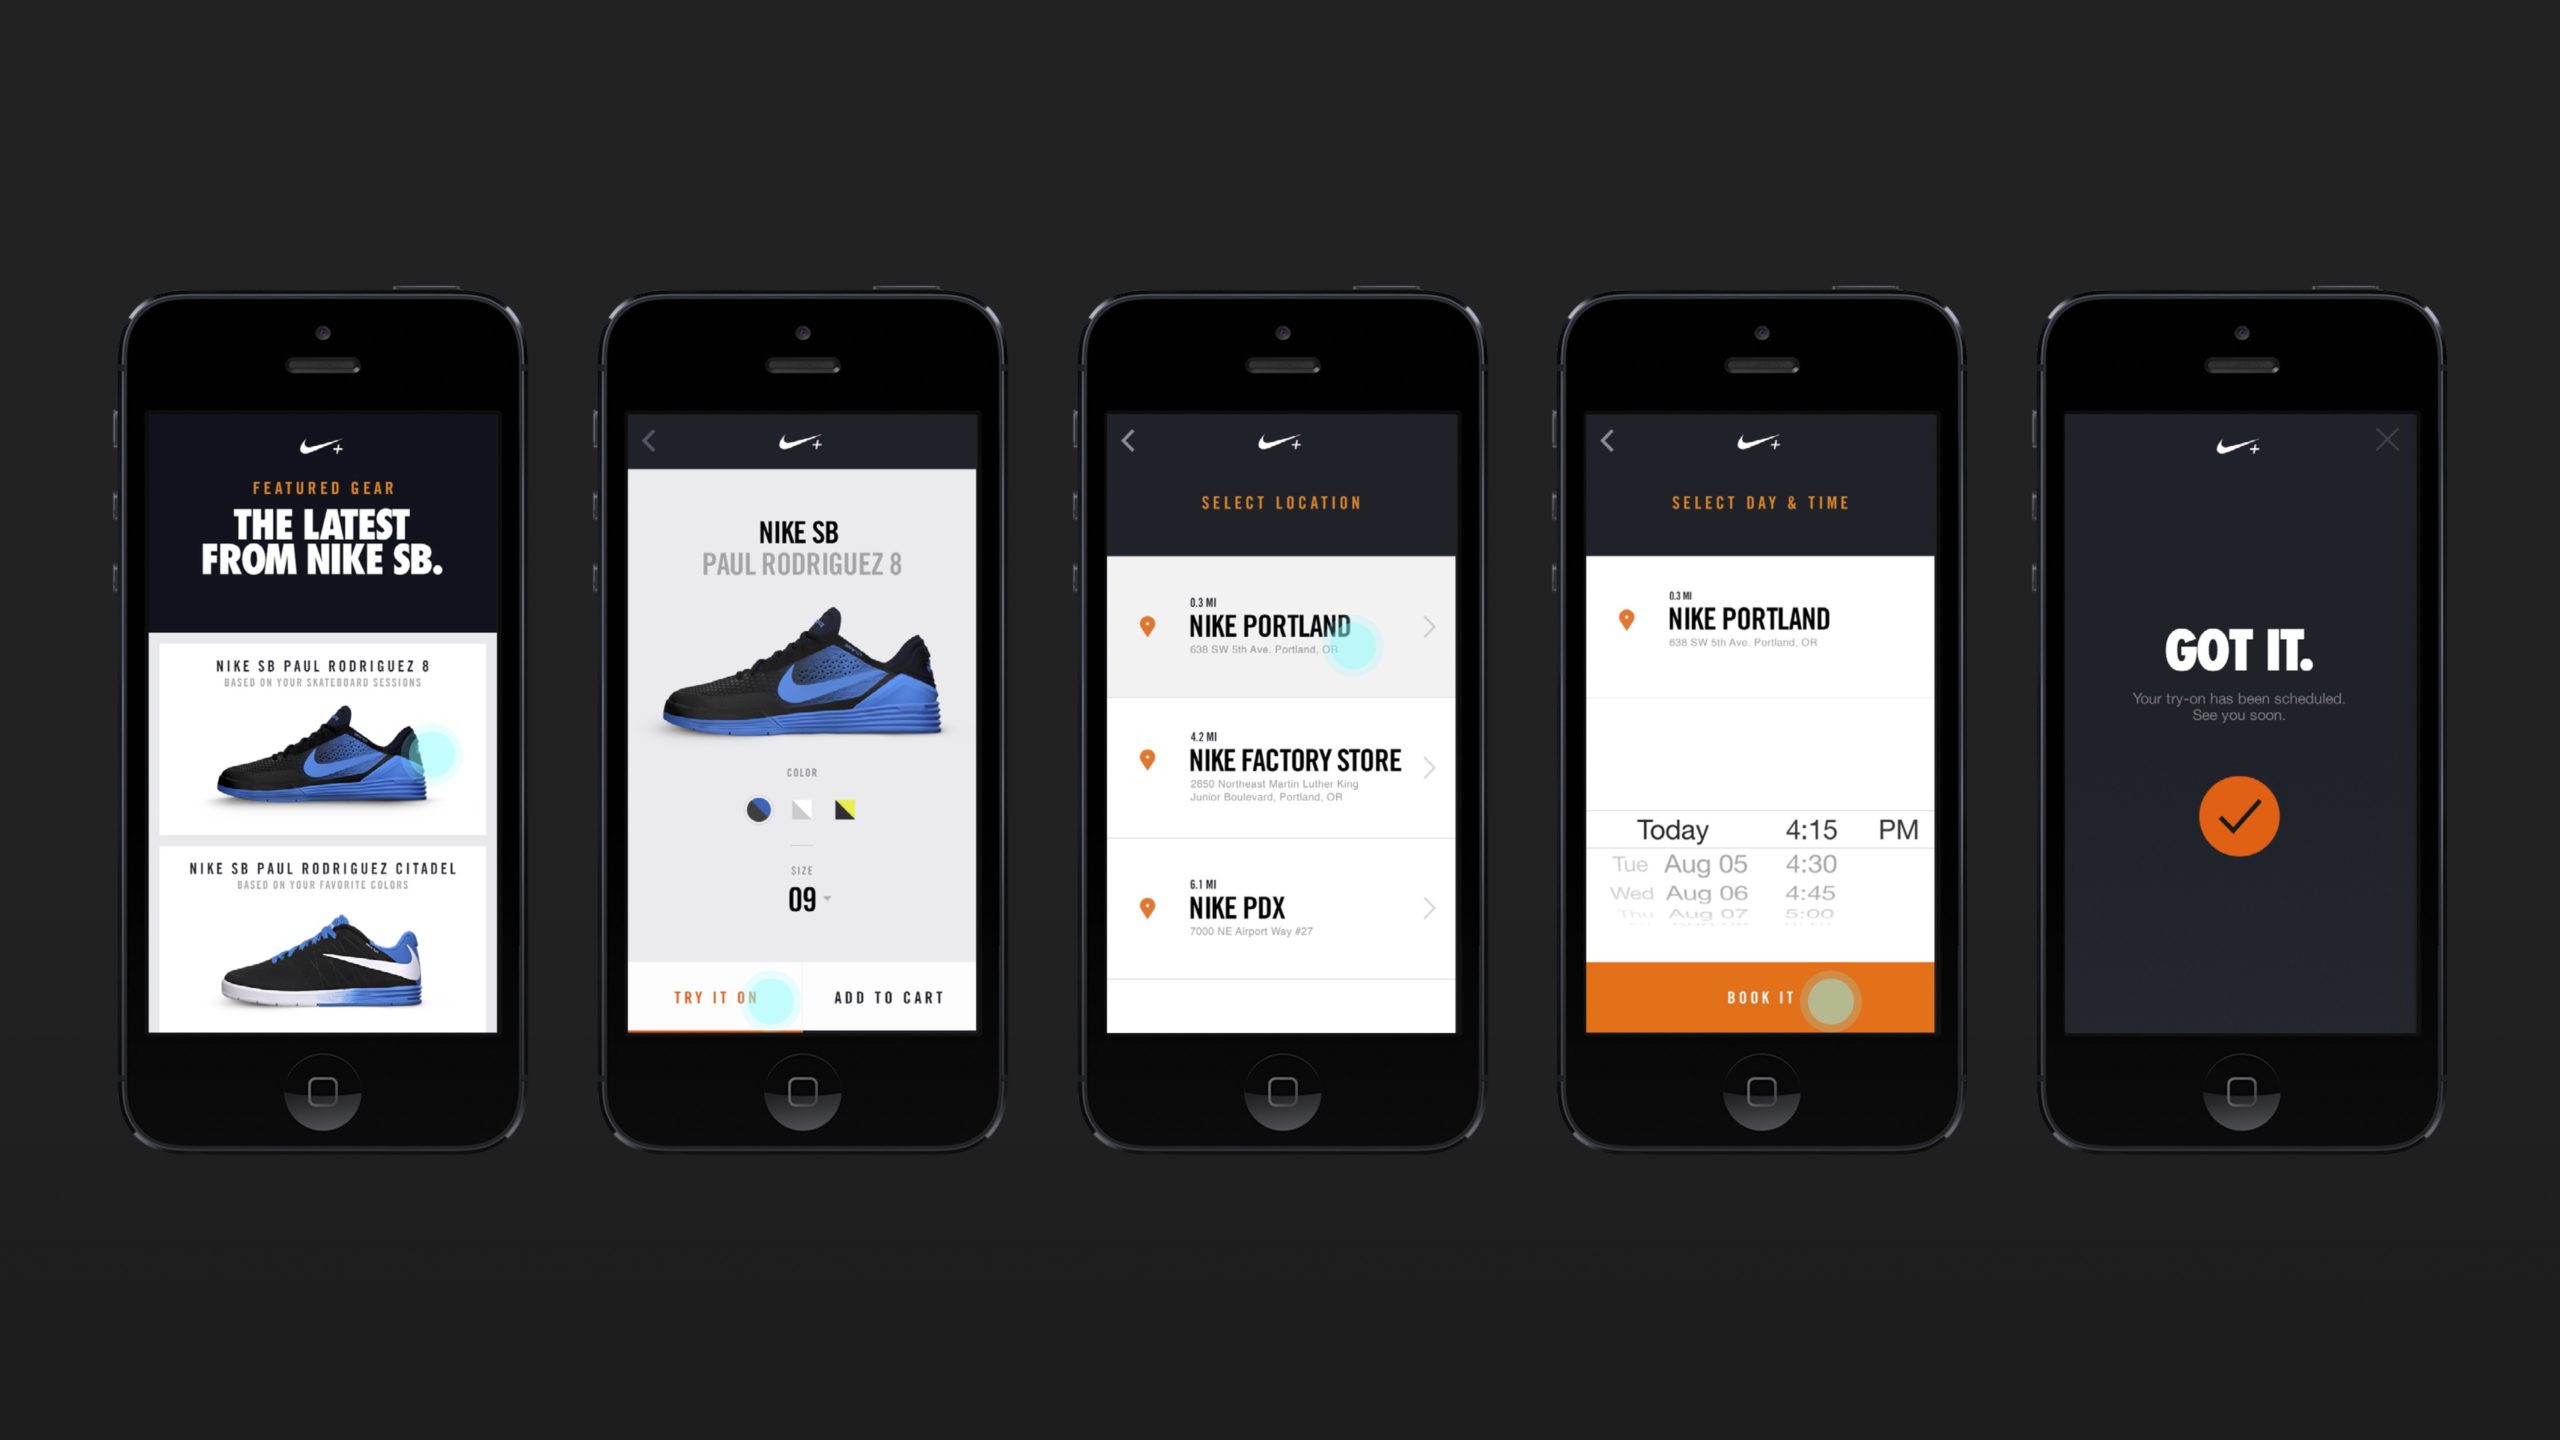 FEATURED GEAR
THE LATEST
FROM NIKE SB.
NIKE SB PAUL RODRIGUEZ 8
BASED ON YOUR SKATEBOARD SESSIONS
NIKE SB PAUL RODRIGUEZ CITADEL
BASED ON YOUR FAVORITE COLORS
NIKE SB
PAUL RODRIGUEZ 8
COLOR
SIZE
09
TRY IT ON
ADD TO CART
SELECT LOCATION
0.3 MI
NIKE PORTLAND
638 SW 5th Ave. Portland, OR
4.2 MI
NIKE FACTORY STORE
2650 Northeast Martin Luther King
Junior Boulevard, Portland, OR
6.1 MI
NIKE PDX
7000 NE Airport Way #27
SELECT DAY & TIME
0.3 MI
NIKE PORTLAND
638 SW 5th Ave. Portland, OR
Today 4:15 PM
Tue Aug 05 4:30
Wed Aug 06 4:45
Thu Aug 07 5:00
BOOK IT
GOT IT.
Your try-on has been scheduled.
See you soon.